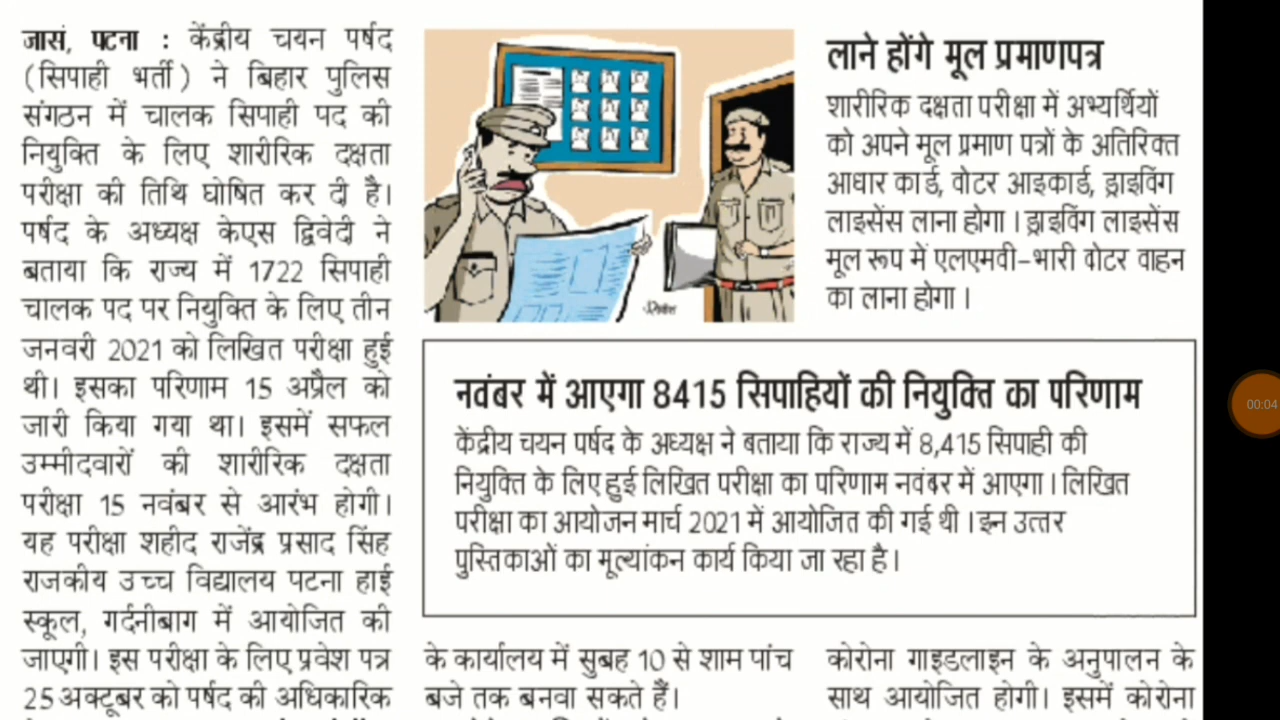 जासं, पटना : केंद्रीय चयन पर्षद
(सिपाही भर्ती) ने बिहार पुलिस
संगठन में चालक सिपाही पद की
नियुक्ति के लिए शारीरिक दक्षता
परीक्षा की तिथि घोषित कर दी है।
पर्षद के अध्यक्ष केएस द्विवेदी ने
बताया कि राज्य में 1722 सिपाही
चालक पद पर नियुक्ति के लिए तीन
जनवरी 2021 को लिखित परीक्षा हुई
थी। इसका परिणाम 15 अप्रैल को
जारी किया गया था। इसमें सफल
उम्मीदवारों की शारीरिक दक्षता
परीक्षा 15 नवंबर से आरंभ होगी।
यह परीक्षा शहीद राजेंद्र प्रसाद सिंह
राजकीय उच्च विद्यालय पटना हाई
स्कूल, गर्दनीबाग में आयोजित की
जाएगी। इस परीक्षा के लिए प्रवेश पत्र
25 अक्टूबर को पर्षद की अधिकारिक
लाने होंगे मूल प्रमाणपत्र
शारीरिक दक्षता परीक्षा में अभ्यर्थियों
को अपने मूल प्रमाण पत्रों के अतिरिक्त
आधार कार्ड, वोटर आइकार्ड, ड्राइविंग
लाइसेंस लाना होगा। ड्राइविंग लाइसेंस
मूल रूप में एलएमवी-भारी वोटर वाहन
का लाना होगा।
नवंबर में आएगा 8415 सिपाहियों की नियुक्ति का परिणाम
केंद्रीय चयन पर्षद के अध्यक्ष ने बताया कि राज्य में 8,415 सिपाही की
नियुक्ति के लिए हुई लिखित परीक्षा का परिणाम नवंबर में आएगा। लिखित
परीक्षा का आयोजन मार्च 2021 में आयोजित की गई थी। इन उत्तर
पुस्तिकाओं का मूल्यांकन कार्य किया जा रहा है।
के कार्यालय में सुबह 10 से शाम पांच
बजे तक बनवा सकते हैं।
कोरोना गाइडलाइन के अनुपालन के
साथ आयोजित होगी। इसमें कोरोना
00:04